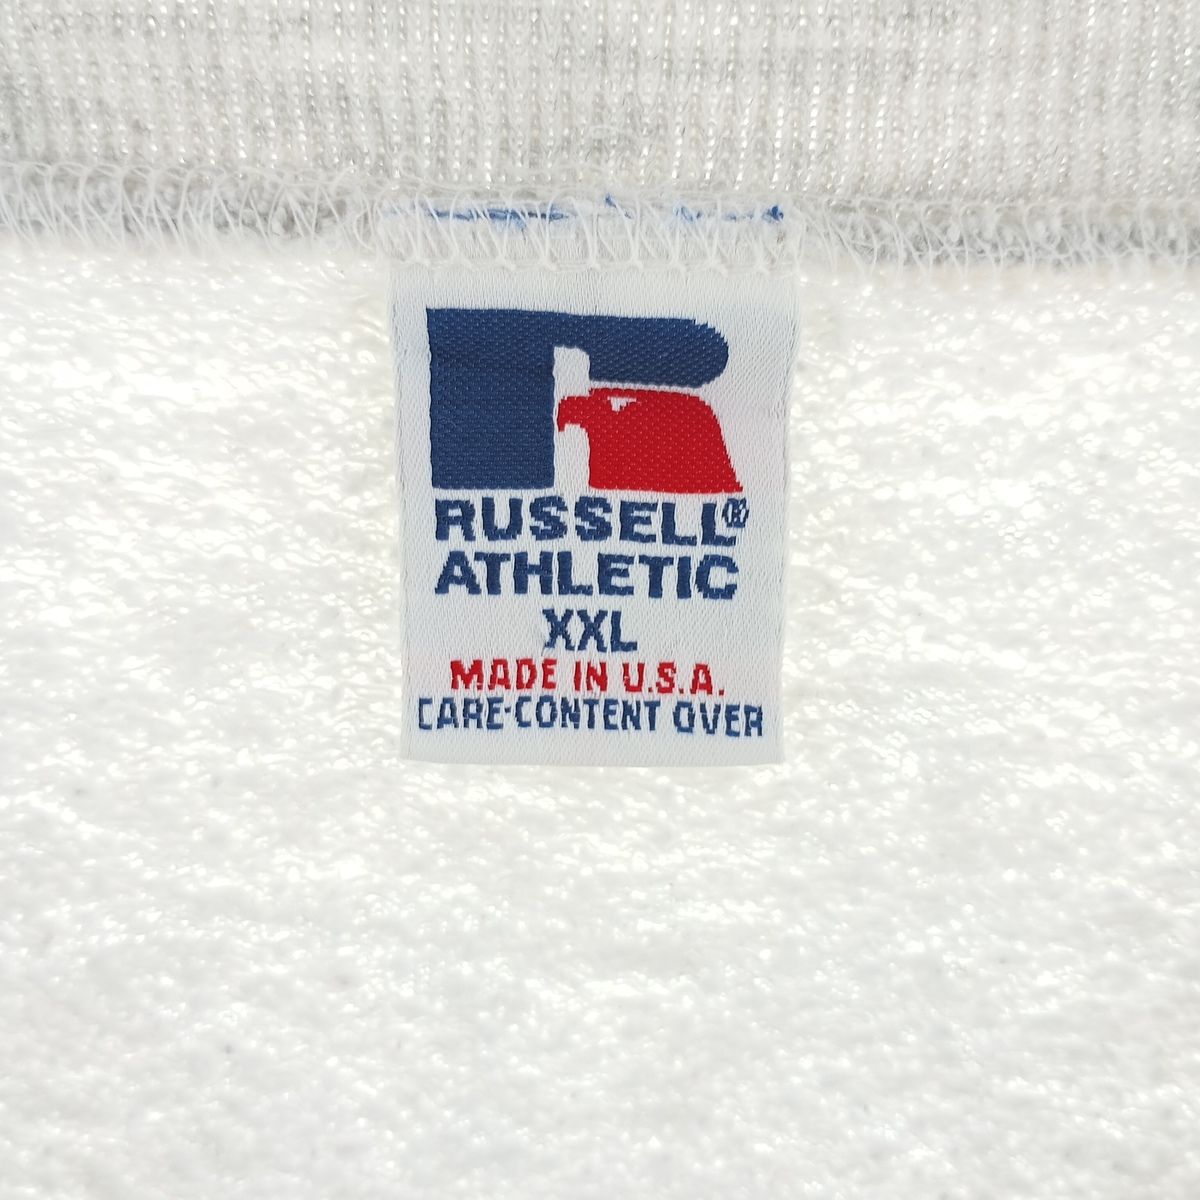 RUSSELL®
ATHLETIC
XXL
MADE IN U.S.A.
CARE-CONTENT OVER